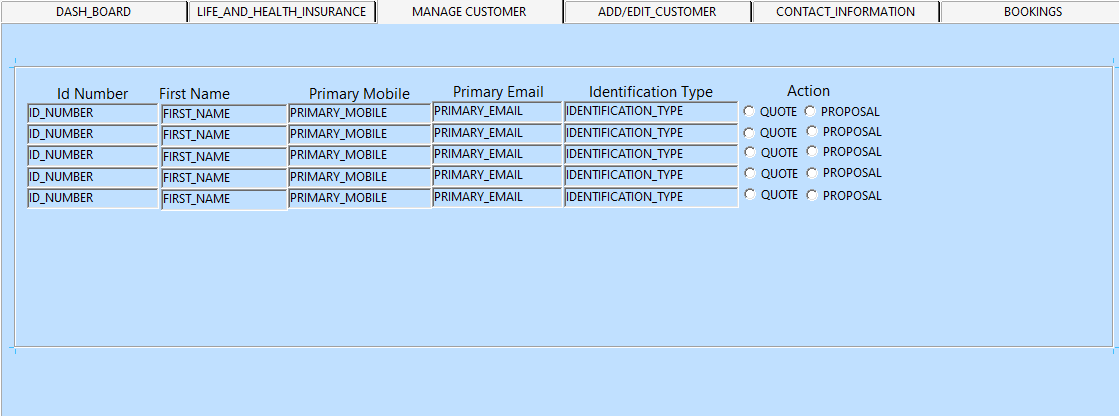 DASH_BOARD LIFE_AND_HEALTH_INSURANCE MANAGE CUSTOMER ADD/EDIT_CUSTOMER CONTACT_INFORMATION BOOKINGS
Id Number First Name Primary Mobile Primary Email Identification Type Action
ID_NUMBER FIRST_NAME PRIMARY_MOBILE PRIMARY_EMAIL IDENTIFICATION_TYPE QUOTE PROPOSAL
ID_NUMBER FIRST_NAME PRIMARY_MOBILE PRIMARY_EMAIL IDENTIFICATION_TYPE QUOTE PROPOSAL
ID_NUMBER FIRST_NAME PRIMARY_MOBILE PRIMARY_EMAIL IDENTIFICATION_TYPE QUOTE PROPOSAL
ID_NUMBER FIRST_NAME PRIMARY_MOBILE PRIMARY_EMAIL IDENTIFICATION_TYPE QUOTE PROPOSAL
ID_NUMBER FIRST_NAME PRIMARY_MOBILE PRIMARY_EMAIL IDENTIFICATION_TYPE QUOTE PROPOSAL